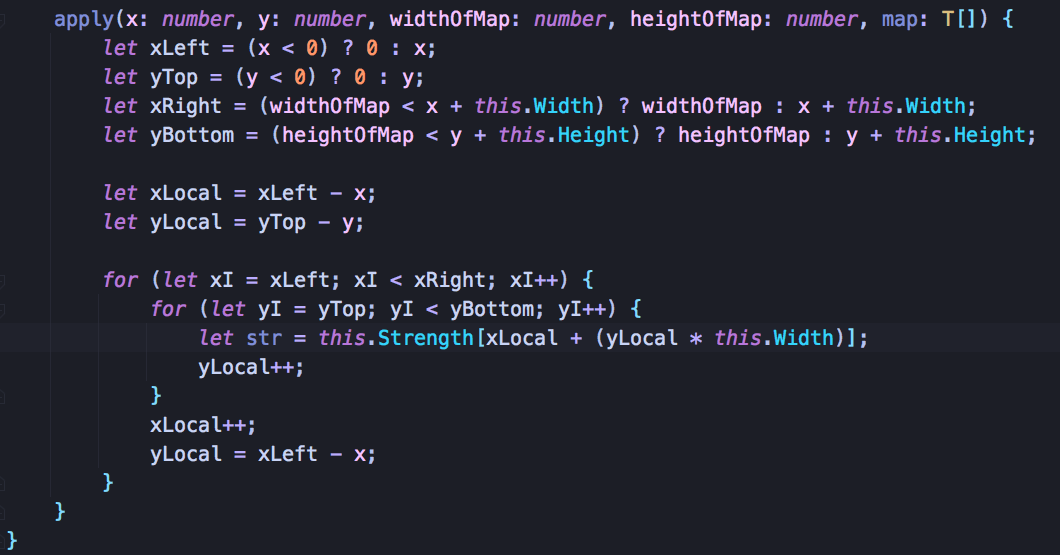 apply(x: number, y: number, widthOfMap: number, heightOfMap: number, map: T[]) {
let xLeft = (x < 0) ? 0 : x;
let yTop = (y < 0) ? 0 : y;
let xRight = (widthOfMap < x + this.Width) ? widthOfMap : x + this.Width;
let yBottom = (heightOfMap < y + this.Height) ? heightOfMap : y + this.Height;
let xLocal = xLeft - x;
let yLocal = yTop - y;
for (let xI = xLeft; xI < xRight; xI++) {
for (let yI = yTop; yI < yBottom; yI++) {
let str = this.Strength[xLocal + (yLocal * this.Width)];
yLocal++;
}
xLocal++;
yLocal = xLeft - x;
}
}
}